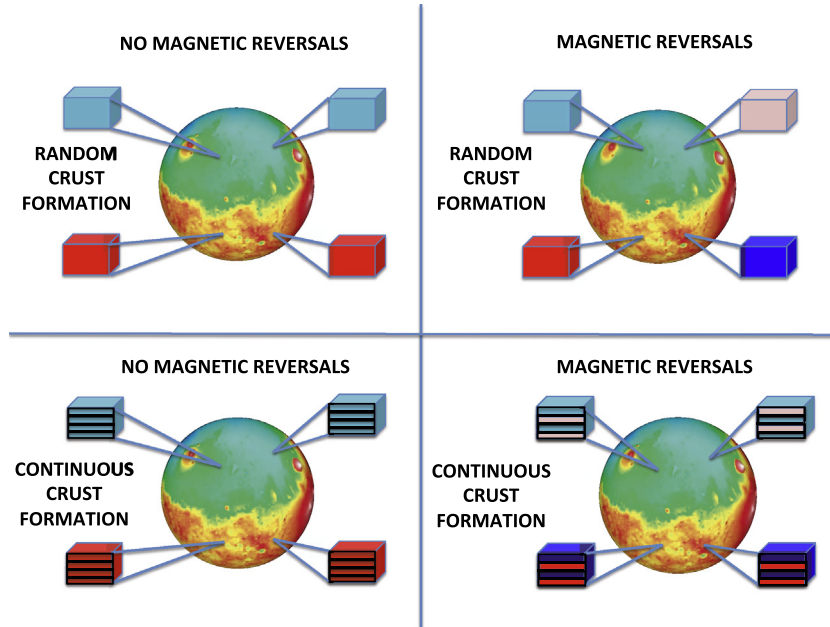 NO MAGNETIC REVERSALS
RANDOM
CRUST
FORMATION
MAGNETIC REVERSALS
RANDOM
CRUST
FORMATION
NO MAGNETIC REVERSALS
CONTINUOUS
CRUST
FORMATION
MAGNETIC REVERSALS
CONTINUOUS
CRUST
FORMATION